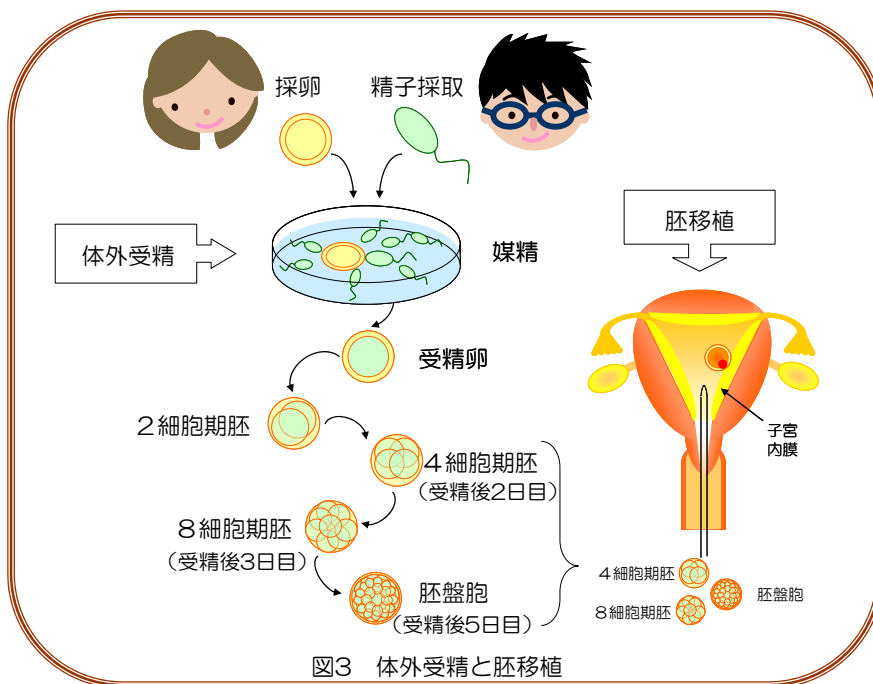 採卵
精子採取
体外受精
媒精
胚移植
受精卵
2細胞期胚
4細胞期胚
(受精後2日目)
8細胞期胚
(受精後3日目)
胚盤胞
(受精後5日目)
子宮
内膜
4細胞期胚
胚盤胞
8細胞期胚
図3 体外受精と胚移植